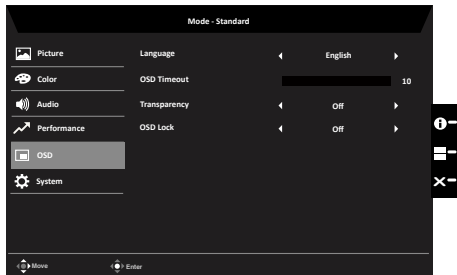 Mode - Standard
Picture
Language
English
Color
OSD Timeout
10
Audio
Transparency
Off
Performance
OSD Lock
Off
OSD
System
Move
Enter